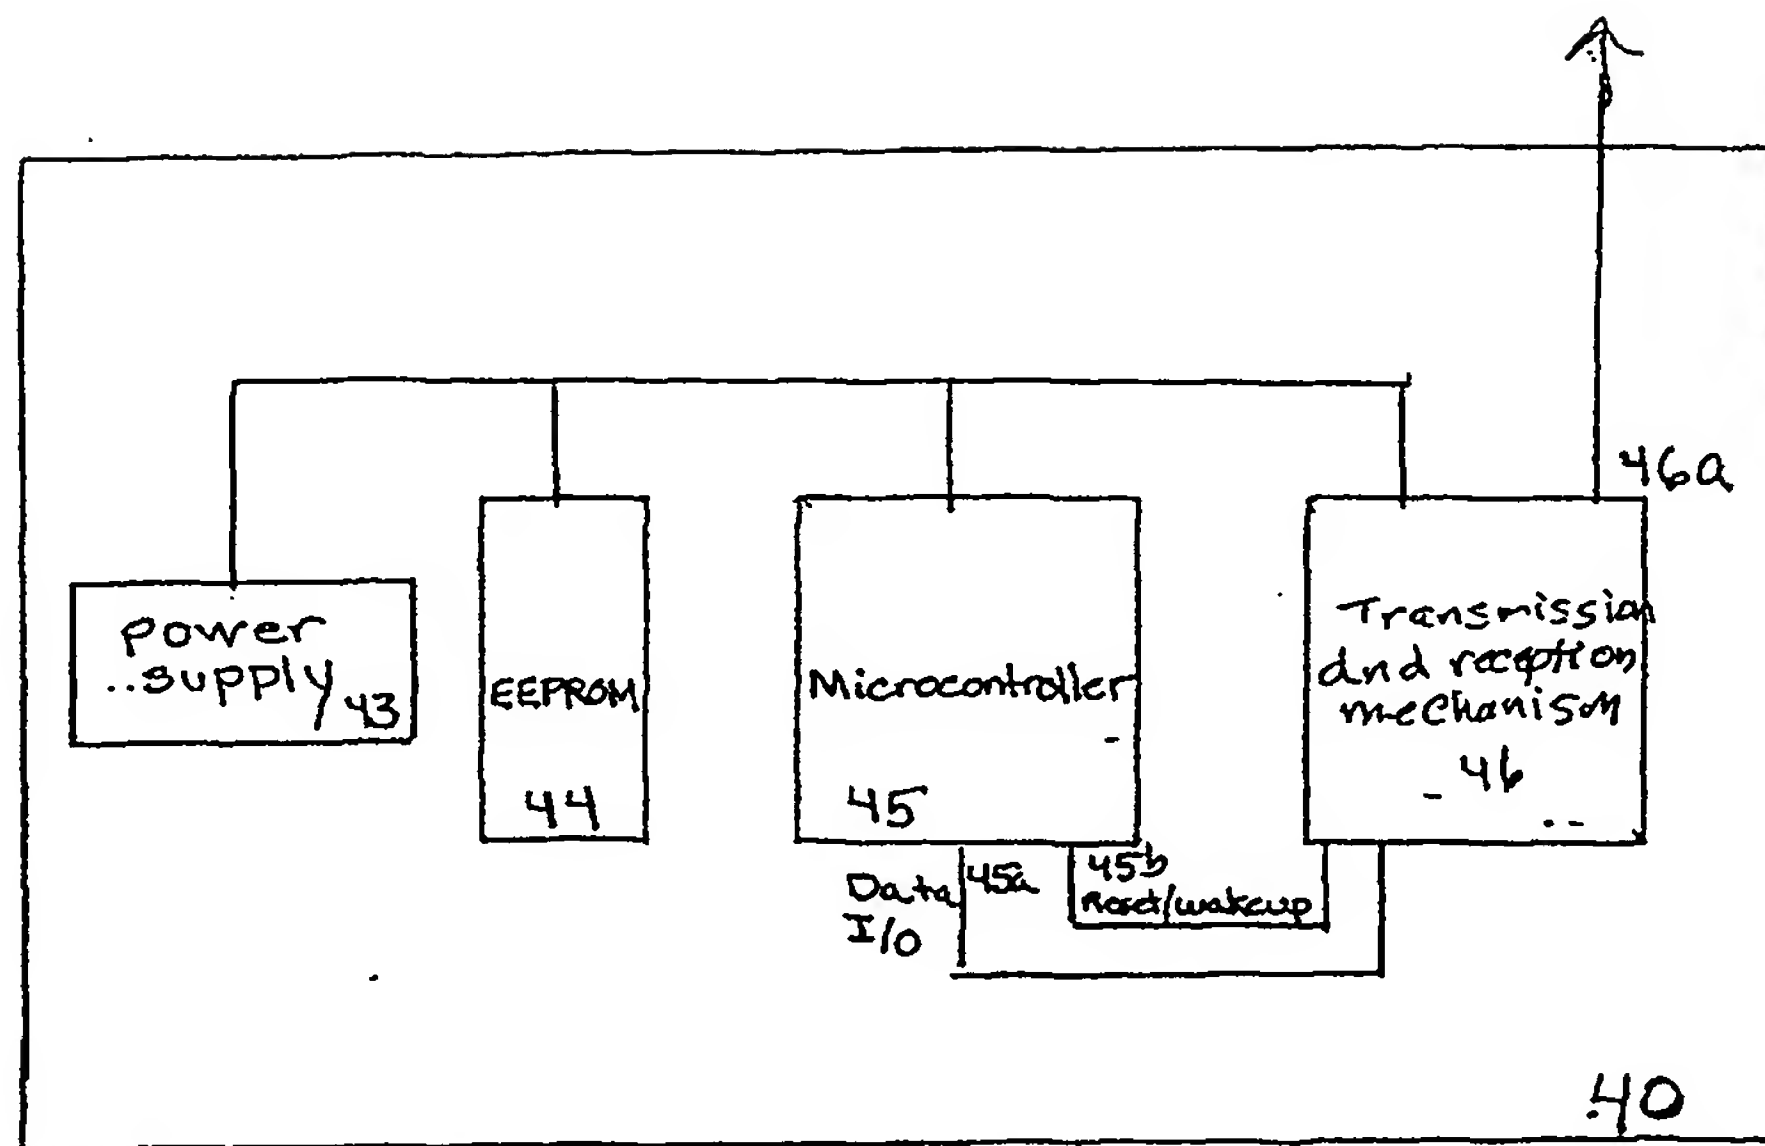 46a
power
supply
43
EEPROM
44
Microcontroller
45
Transmission
and reception
mechanism
46
Data
I/O
45a
45b
Reset/wakeup
40